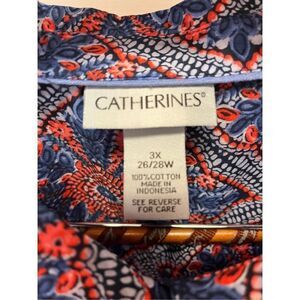 CATHERINES®
3X
26/28W
100% COTTON
MADE IN
INDONESIA
SEE REVERSE
FOR CARE